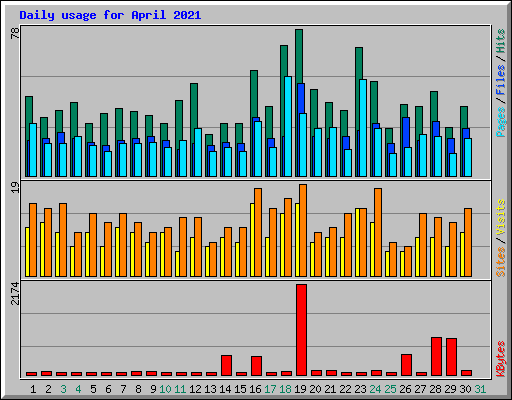 Daily usage for April 2021
78
Pages / Files / Hits
19
Sites / Visits
2174
KBytes
1 2 3 4 5 6 7 8 9 10 11 12 13 14 15 16 17 18 19 20 21 22 23 24 25 26 27 28 29 30 31